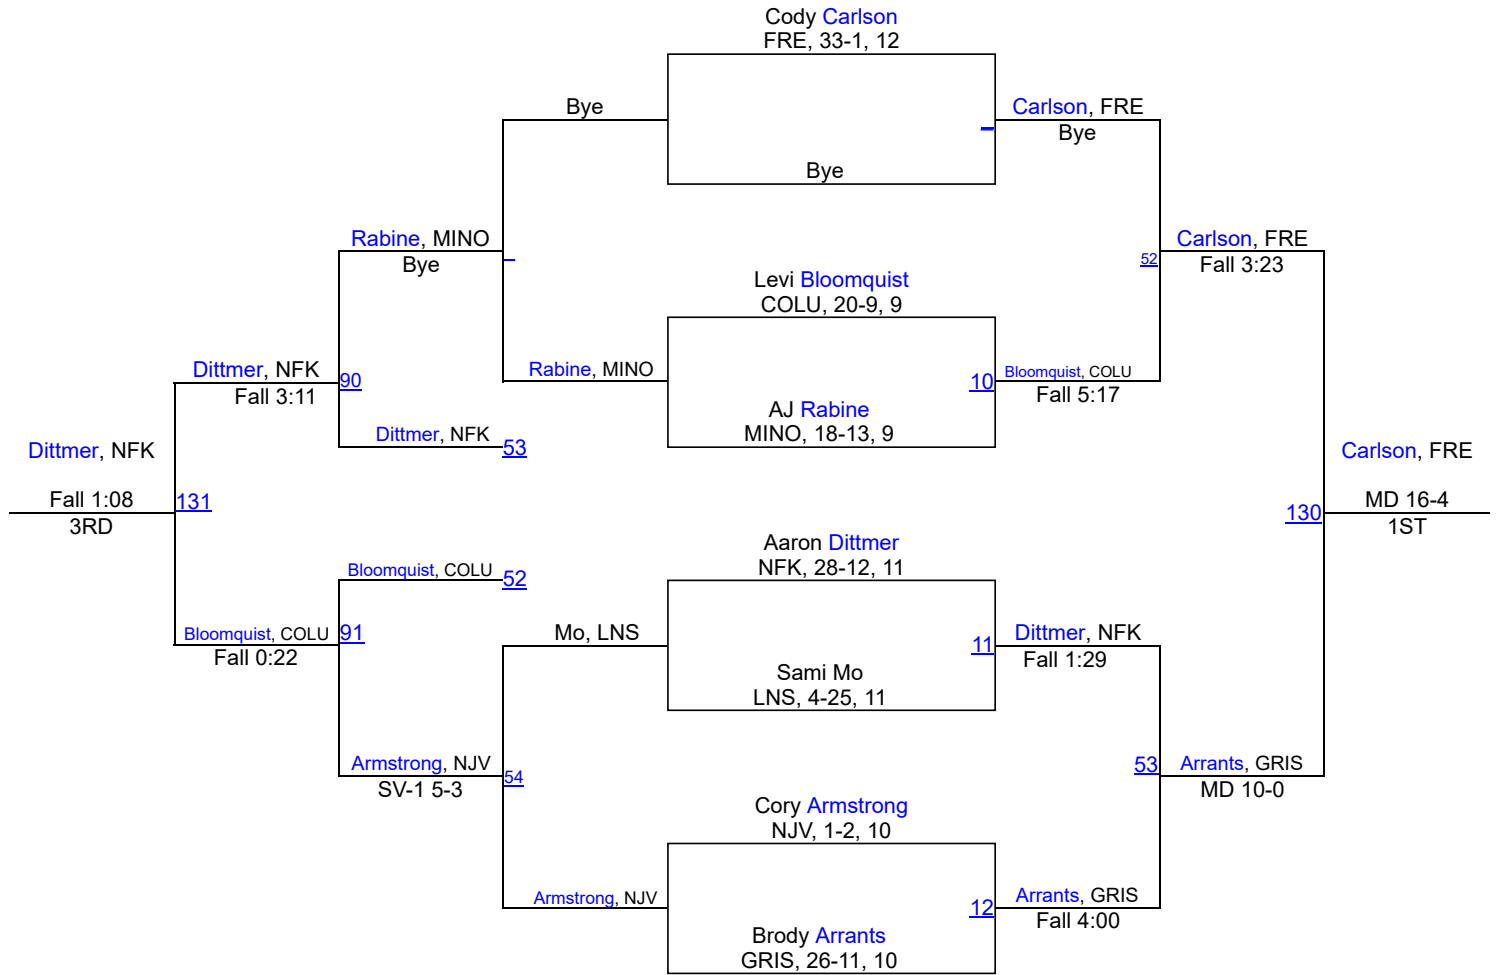 Cody Carlson
FRE, 33-1, 12
Bye
Carlson, FRE
Bye
Bye
Rabine, MINO
Bye
Carlson, FRE
52
Fall 3:23
Levi Bloomquist
COLU, 20-9, 9
Dittmer, NFK
90
Fall 3:11
Rabine, MINO
10
Bloomquist, COLU
Fall 5:17
AJ Rabine
MINO, 18-13, 9
Dittmer, NFK
53
Dittmer, NFK
Carlson, FRE
Fall 1:08
131
3RD
130
MD 16-4
1ST
Aaron Dittmer
NFK, 28-12, 11
Bloomquist, COLU
52
Bloomquist, COLU
91
Fall 0:22
Mo, LNS
11
Dittmer, NFK
Fall 1:29
Sami Mo
LNS, 4-25, 11
Armstrong, NJV
54
SV-1 5-3
53
Arrants, GRIS
MD 10-0
Cory Armstrong
NJV, 1-2, 10
Armstrong, NJV
12
Arrants, GRIS
Fall 4:00
Brody Arrants
GRIS, 26-11, 10